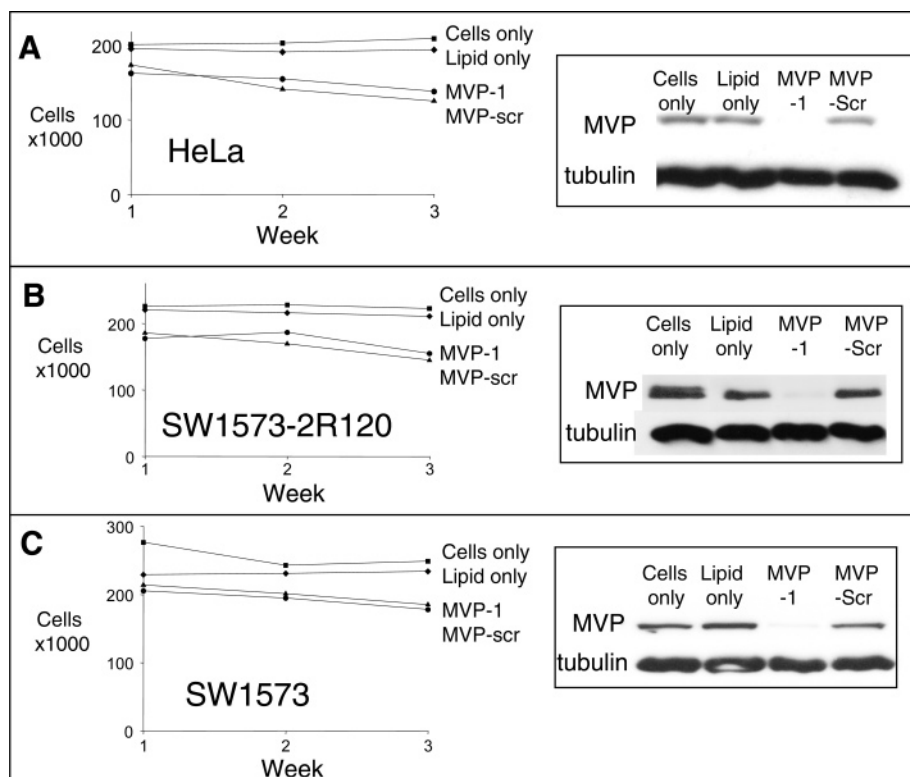 A
200
100
0
Cells
x1000
HeLa
1 2 3
Week
Cells only
Lipid only
MVP-1
MVP-scr
Cells Lipid MVP MVP
only only -1 -Scr
MVP
tubulin
B
200
100
0
Cells
x1000
SW1573-2R120
1 2 3
Week
Cells only
Lipid only
MVP-1
MVP-scr
Cells Lipid MVP MVP
only only -1 -Scr
MVP
tubulin
C
300
200
100
0
Cells
x1000
SW1573
1 2 3
Week
Cells only
Lipid only
MVP-1
MVP-scr
Cells Lipid MVP MVP
only only -1 -Scr
MVP
tubulin